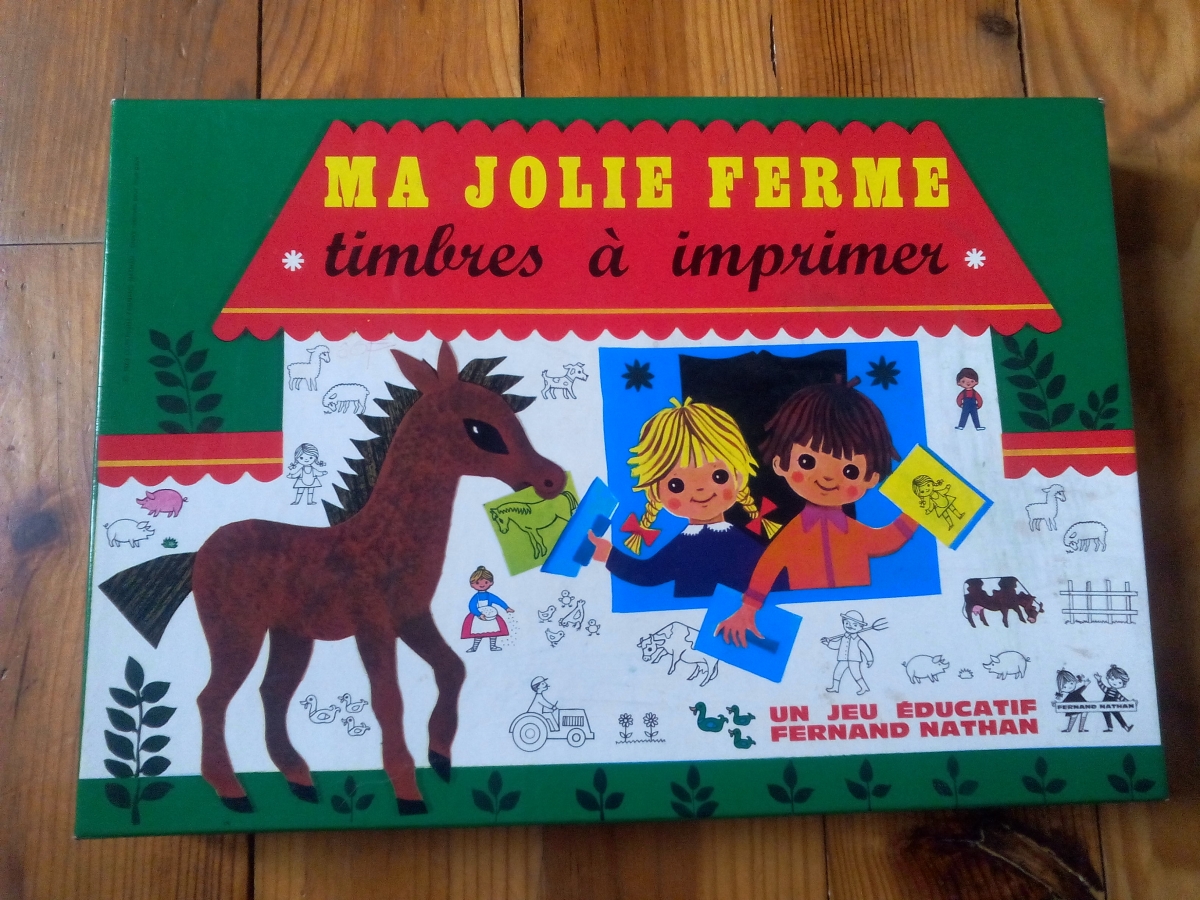 MA JOLIE FERME
timbres à imprimer
UN JEU ÉDUCATIF
FERNAND NATHAN
FERNAND NATHAN